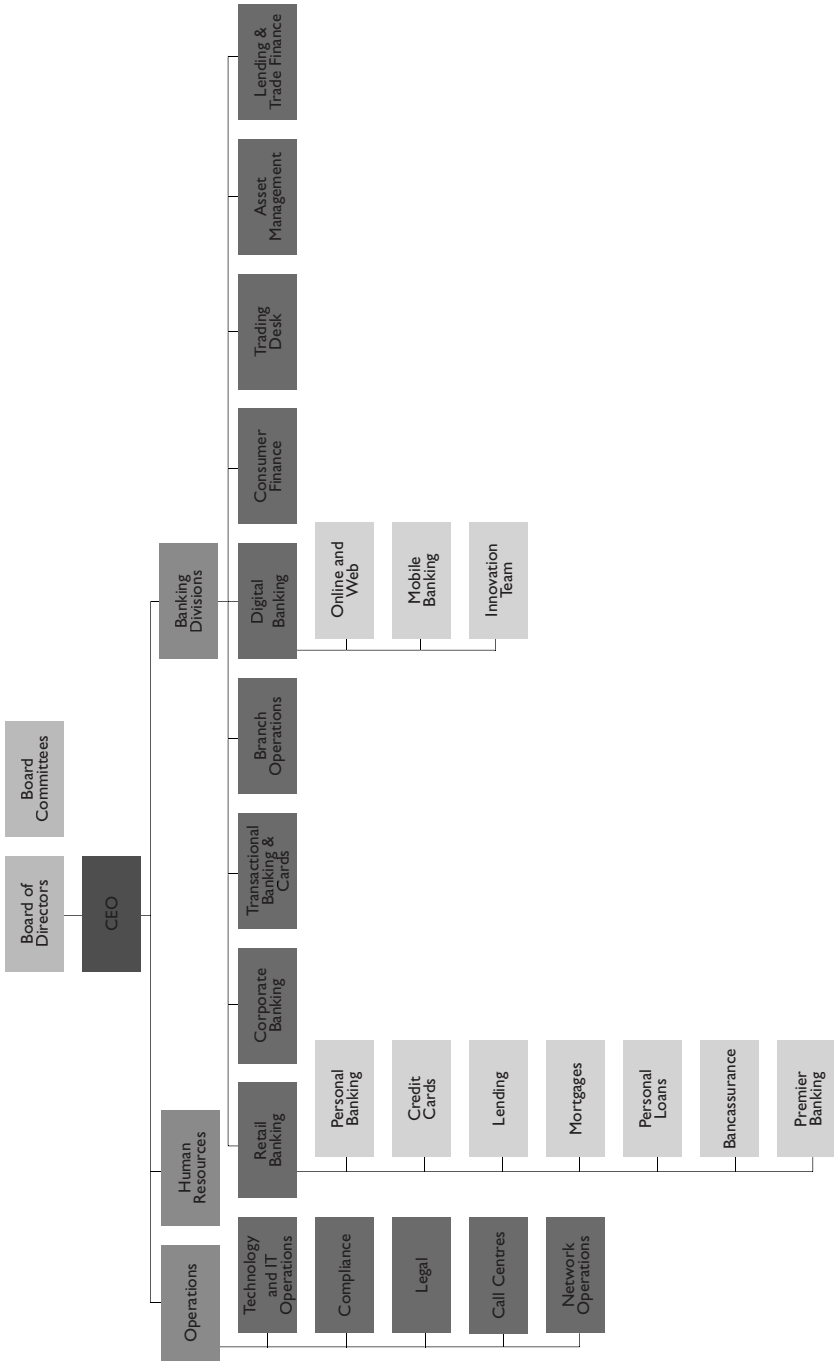 Board of
Directors
Board
Committees
CEO
Operations
Human
Resources
Banking
Divisions
Technology
and IT
Operations
Compliance
Legal
Call Centres
Network
Operations
Retail
Banking
Corporate
Banking
Transactional
Banking &
Cards
Branch
Operations
Digital
Banking
Consumer
Finance
Trading
Desk
Asset
Management
Lending &
Trade Finance
Personal
Banking
Credit
Cards
Lending
Mortgages
Personal
Loans
Bancassurance
Premier
Banking
Online and
Web
Mobile
Banking
Innovation
Team